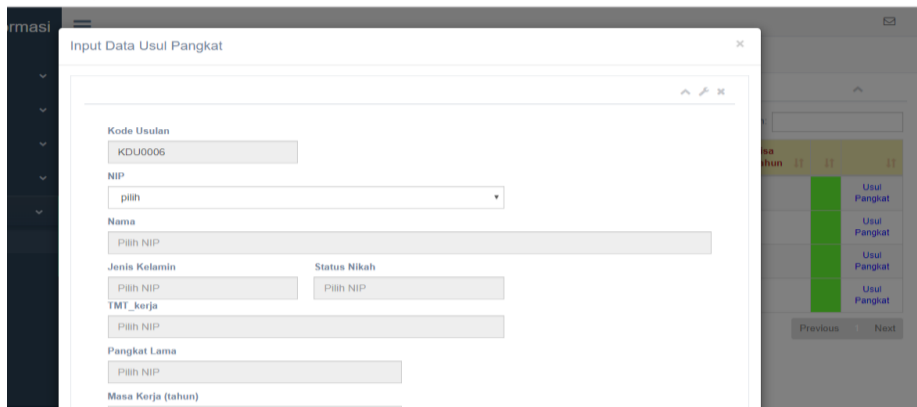 rmasi
Input Data Usul Pangkat
×
Kode Usulan
KDU0006
NIP
pilih
Nama
Pilih NIP
Jenis Kelamin Status Nikah
Pilih NIP Pilih NIP
TMT_kerja
Pilih NIP
Pangkat Lama
Pilih NIP
Masa Kerja (tahun)
isa
ahun
Usul
Pangkat
Usul
Pangkat
Usul
Pangkat
Usul
Pangkat
Previous Next